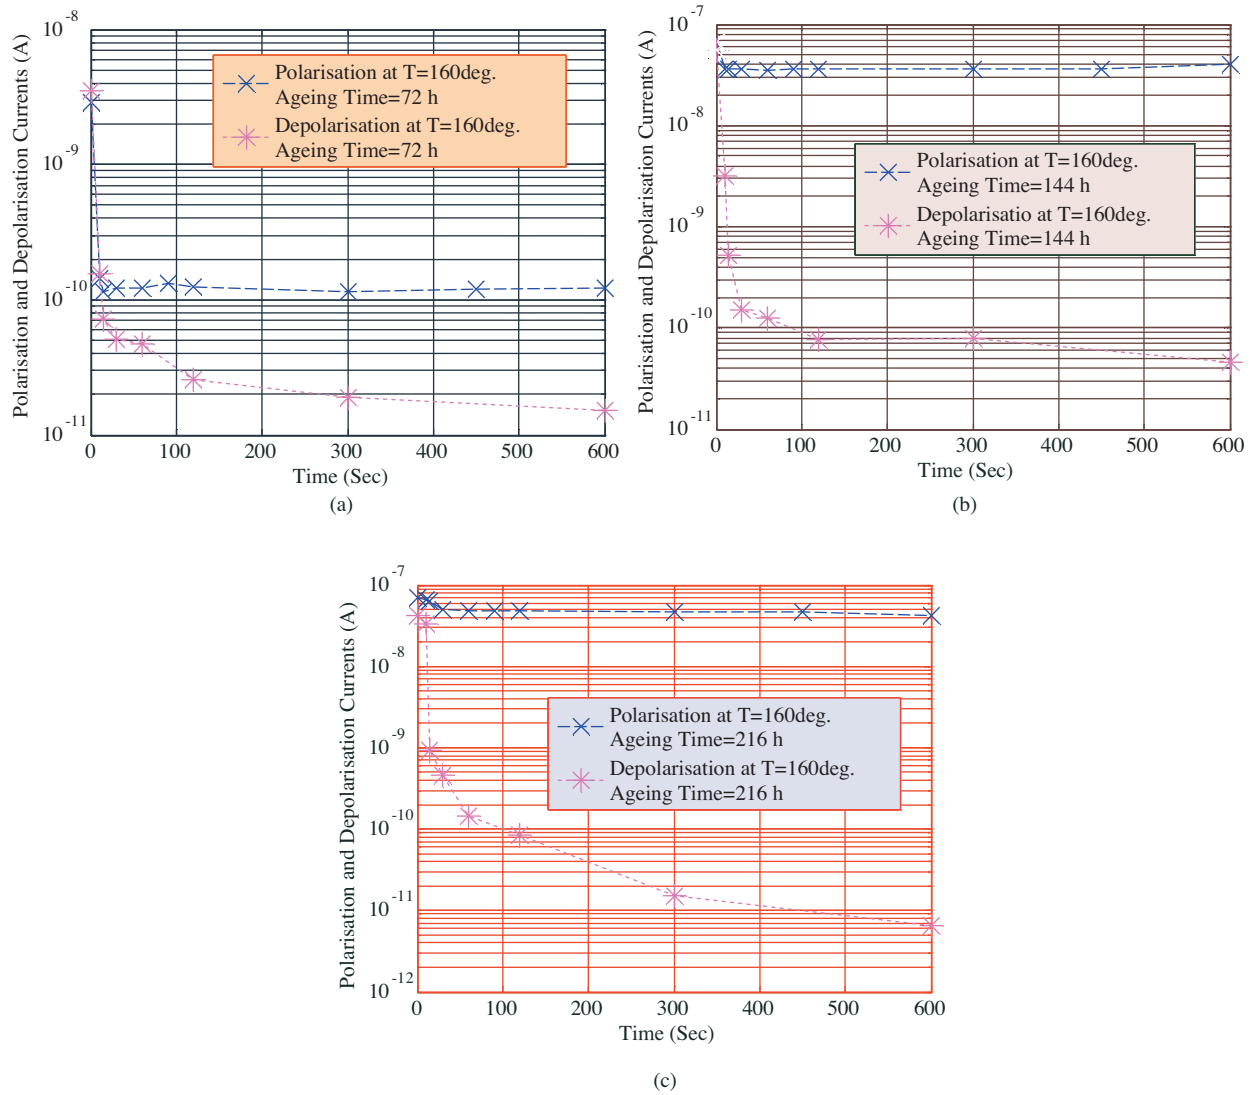 Polarisation and Depolarisation Currents (A)
10-8
10-9
10-10
10-11
Polarisation at T=160deg.
Ageing Time=72 h
Depolarisation at T=160deg.
Ageing Time=72 h
0 100 200 300 400 500 600
Time (Sec)
(a)
Polarisation and Depolarisation Currents (A)
10-7
10-8
10-9
10-10
10-11
Polarisation at T=160deg.
Ageing Time=144 h
Depolarisatio at T=160deg.
Ageing Time=144 h
0 100 200 300 400 500 600
Time (Sec)
(b)
Polarisation and Depolarisation Currents (A)
10-7
10-8
10-9
10-10
10-11
10-12
Polarisation at T=160deg.
Ageing Time=216 h
Depolarisation at T=160deg.
Ageing Time=216 h
0 100 200 300 400 500 600
Time (Sec)
(c)